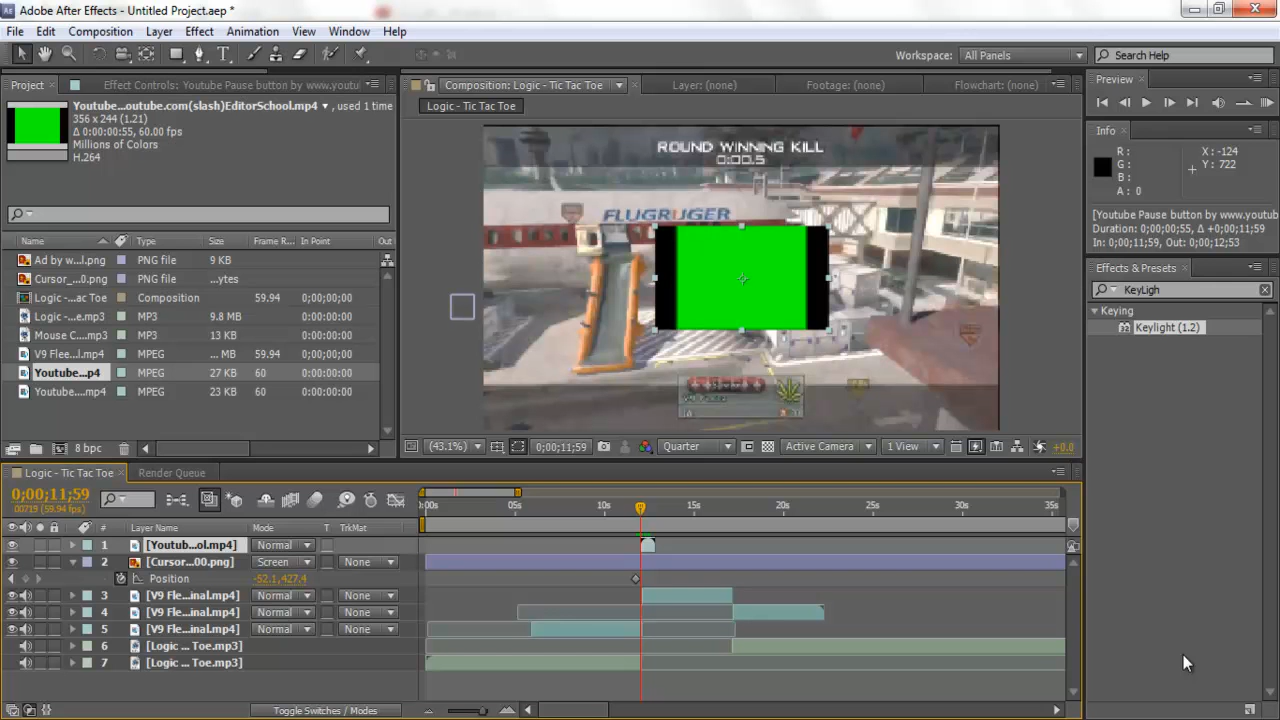 Adobe After Effects - Untitled Project.aep *
File Edit Composition Layer Effect Animation View Window Help
Workspace: All Panels
Search Help
Project
Effect Controls: Youtube Pause button by www.youtu
Composition: Logic - Tic Tac Toe
Layer: (none)
Footage: (none)
Flowchart: (none)
Preview
Youtube...outube.com(slash)EditorSchool.mp4 , used 1 time
356 x 244 (1.21)
Δ 0:00:00:55, 60.00 fps
Millions of Colors
H.264
Logic - Tic Tac Toe
Info
R :
G :
B :
A : 0
X : -124
Y : 722
[Youtube Pause button by www.youtub
Duration: 0;00;00;55, Δ +0;00;11;59
In: 0;00;11;59, Out: 0;00;12;53
ROUND WINNING KILL
0:00.5
FLUGRUGER
Name Type Size Frame R... In Point Out
Ad by w...l.png PNG file 9 KB
Cursor_...0.png PNG file ...ytes
Logic -...ac Toe Composition 59.94 0;00;00;00
Logic -...e.mp3 MP3 9.8 MB 0:00:00:00
Mouse C....mp3 MP3 13 KB 0:00:00:00
V9 Flee...l.mp4 MPEG ... MB 59.94 0;00;00;00
Youtube...p4 MPEG 27 KB 60 0:00:00:00
Youtube....mp4 MPEG 23 KB 60 0:00:00:00
Effects & Presets
KeyLigh
Keying
Keylight (1.2)
8 bpc
(43.1%) 0;00;11;59 Quarter Active Camera 1 View +0.0
Logic - Tic Tac Toe
Render Queue
0;00;11;59
00719 (59.94 fps)
:00s 05s 10s 15s 20s 25s 30s 35s
# Layer Name Mode T TrkMat
1 [Youtub...ol.mp4] Normal
2 [Cursor...00.png] Screen None
Position -52.1,427.4
3 [V9 Fle...inal.mp4] Normal None
4 [V9 Fle...inal.mp4] Normal None
5 [V9 Fle...inal.mp4] Normal None
6 [Logic ... Toe.mp3]
7 [Logic ... Toe.mp3]
Toggle Switches / Modes